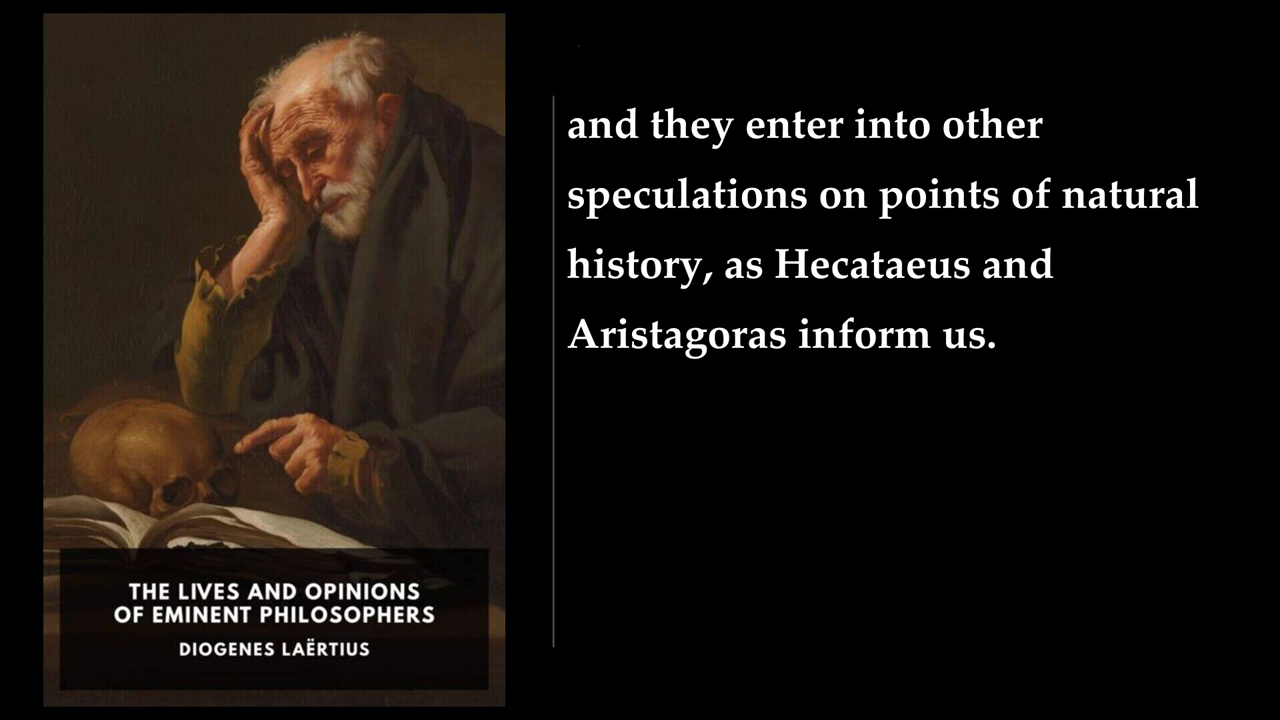 and they enter into other
speculations on points of natural
history, as Hecataeus and
Aristagoras inform us.
THE LIVES AND OPINIONS
OF EMINENT PHILOSOPHERS
DIOGENES LAËRTIUS